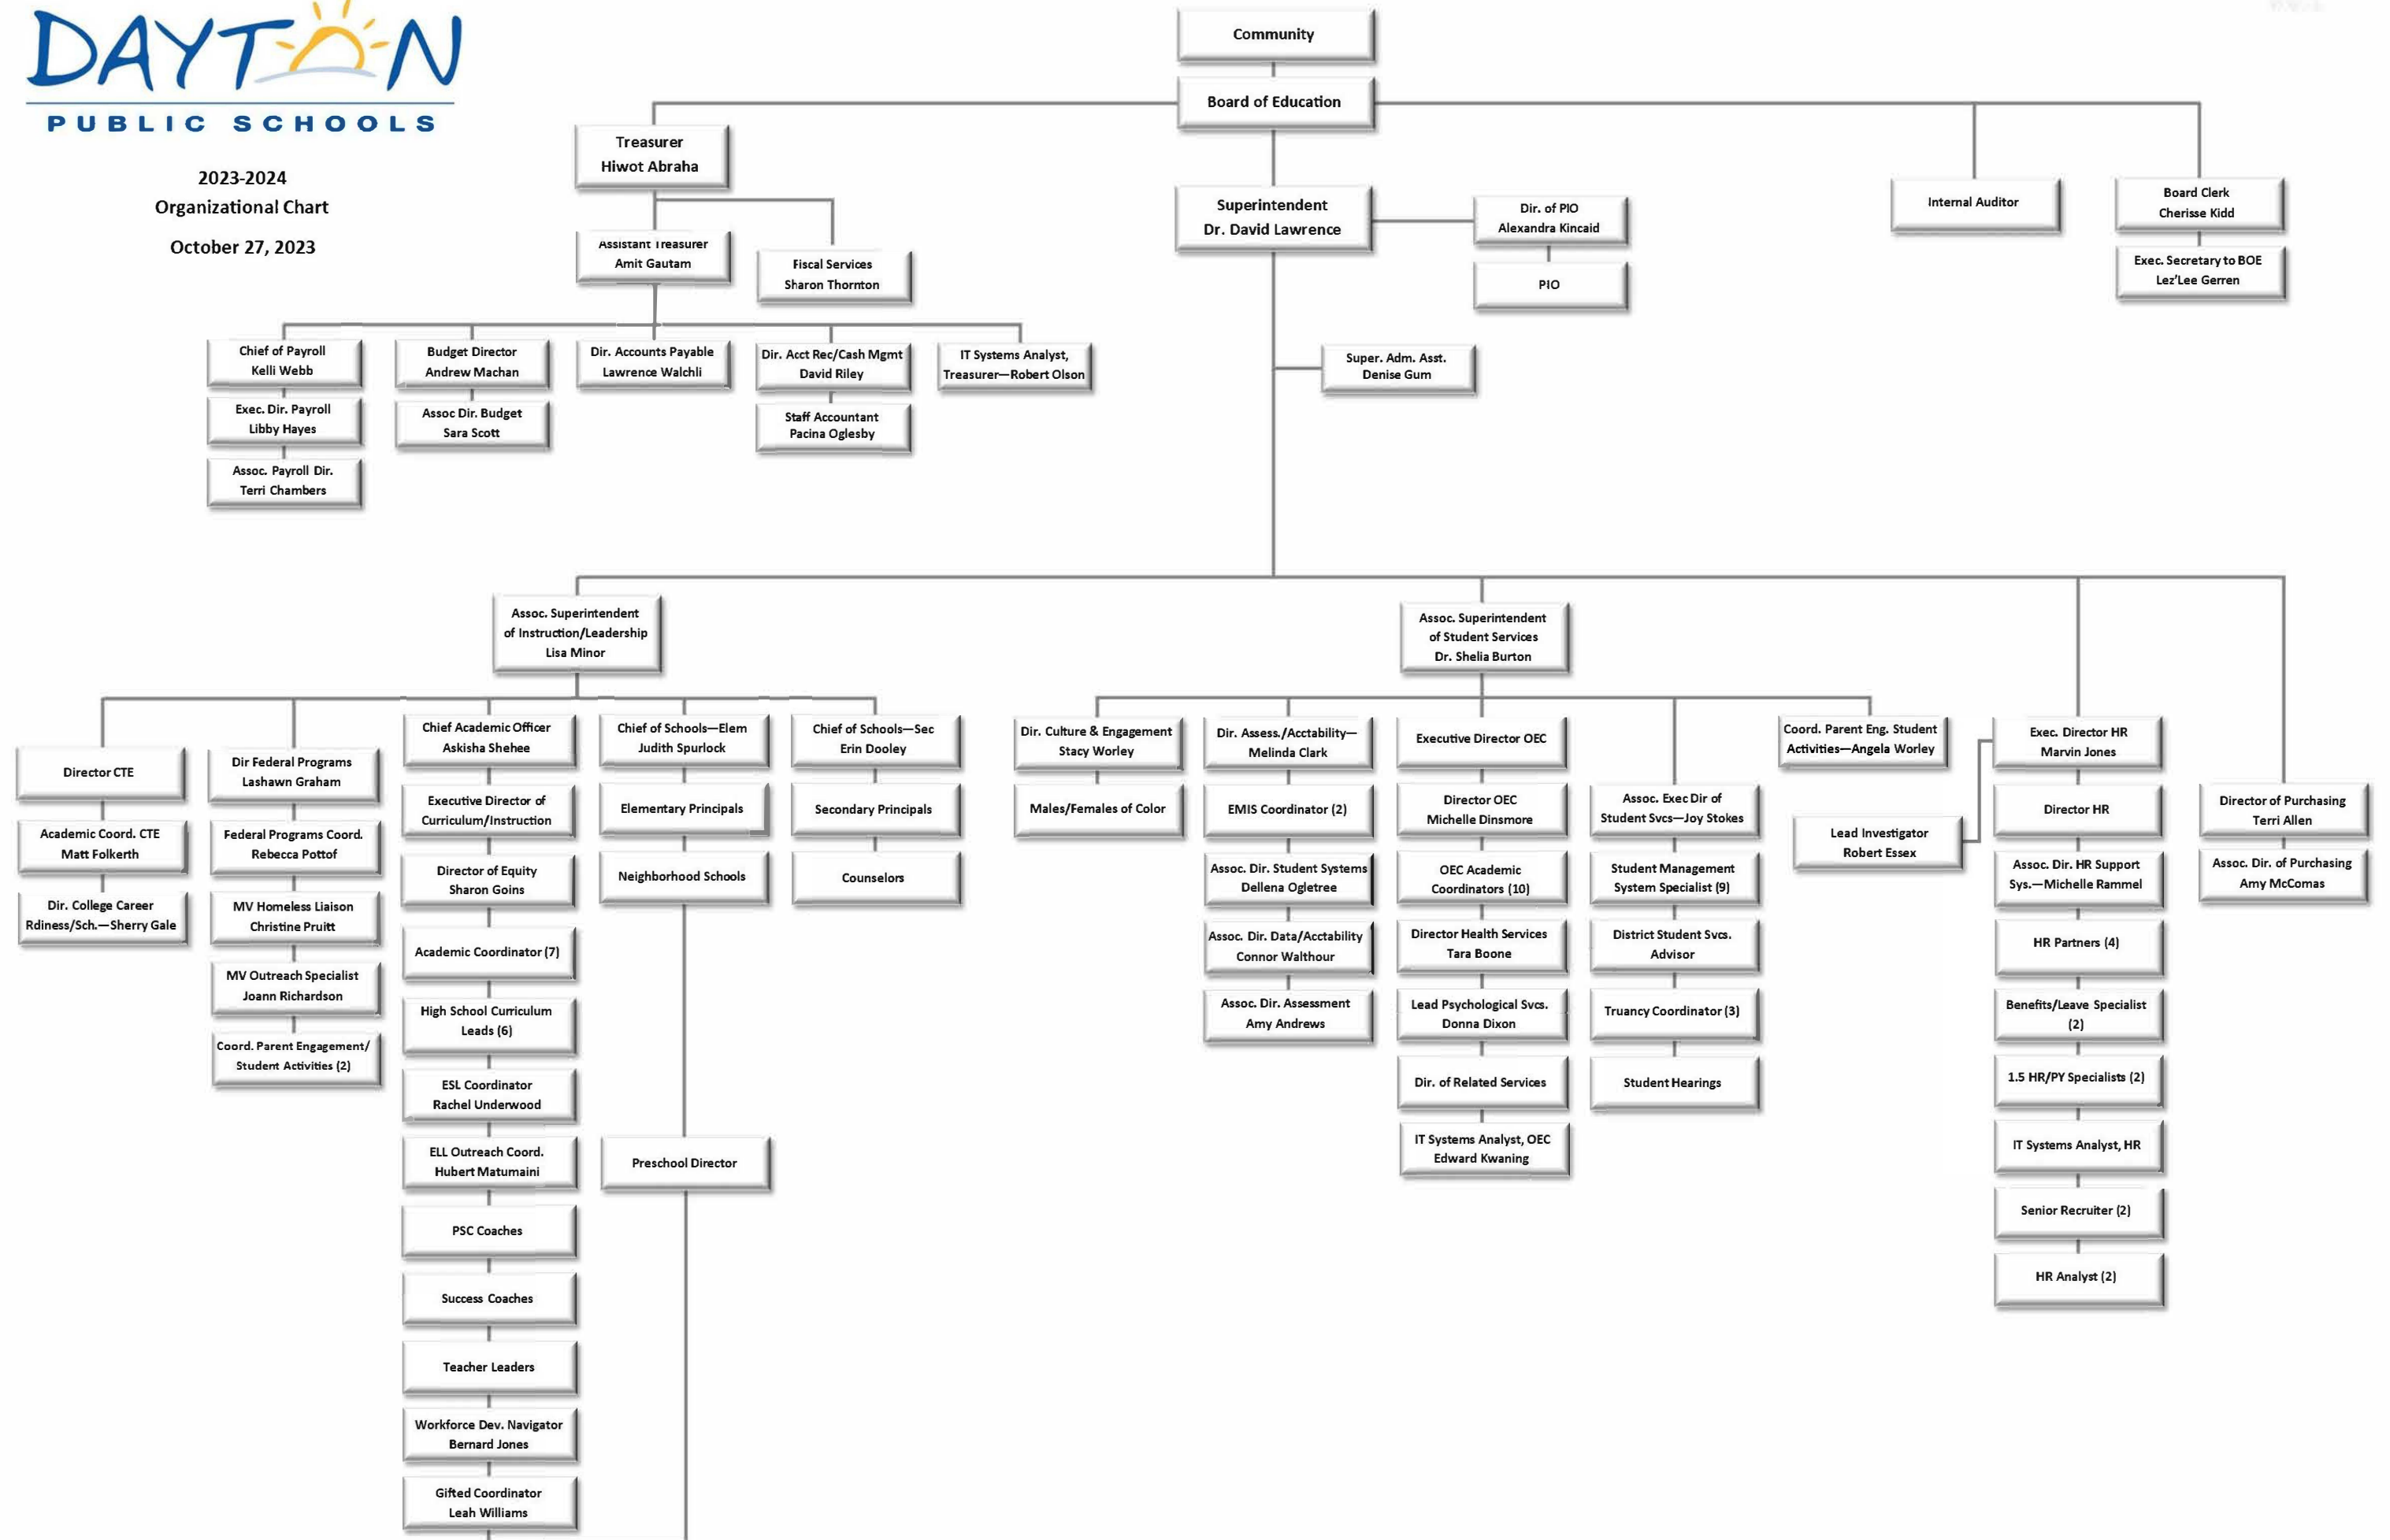 DAYTON
PUBLIC SCHOOLS
2023-2024
Organizational Chart
October 27, 2023
Community
Board of Education
Treasurer
Hiwot Abraha
Superintendent
Dr. David Lawrence
Dir. of PIO
Alexandra Kincaid
PIO
Internal Auditor
Board Clerk
Cherisse Kidd
Exec. Secretary to BOE
Lez'Lee Gerren
Assistant Treasurer
Amit Gautam
Fiscal Services
Sharon Thornton
Chief of Payroll
Kelli Webb
Exec. Dir. Payroll
Libby Hayes
Assoc. Payroll Dir.
Terri Chambers
Budget Director
Andrew Machan
Assoc Dir. Budget
Sara Scott
Dir. Accounts Payable
Lawrence Walchli
Dir. Acct Rec/Cash Mgmt
David Riley
Staff Accountant
Pacina Oglesby
IT Systems Analyst,
Treasurer—Robert Olson
Super. Adm. Asst.
Denise Gum
Assoc. Superintendent
of Instruction/Leadership
Lisa Minor
Director CTE
Academic Coord. CTE
Matt Folkerth
Dir. College Career
Rdiness/Sch.—Sherry Gale
Dir Federal Programs
Lashawn Graham
Federal Programs Coord.
Rebecca Pottof
MV Homeless Liaison
Christine Pruitt
MV Outreach Specialist
Joann Richardson
Coord. Parent Engagement/
Student Activities (2)
Chief Academic Officer
Askisha Shehee
Executive Director of
Curriculum/Instruction
Director of Equity
Sharon Goins
Academic Coordinator (7)
High School Curriculum
Leads (6)
ESL Coordinator
Rachel Underwood
ELL Outreach Coord.
Hubert Matumaini
PSC Coaches
Success Coaches
Teacher Leaders
Workforce Dev. Navigator
Bernard Jones
Gifted Coordinator
Leah Williams
Chief of Schools—Elem
Judith Spurlock
Elementary Principals
Neighborhood Schools
Preschool Director
Chief of Schools—Sec
Erin Dooley
Secondary Principals
Counselors
Assoc. Superintendent
of Student Services
Dr. Shelia Burton
Dir. Culture & Engagement
Stacy Worley
Males/Females of Color
Dir. Assess./Acctability—
Melinda Clark
EMIS Coordinator (2)
Assoc. Dir. Student Systems
Dellena Ogletree
Assoc. Dir. Data/Acctability
Connor Walthour
Assoc. Dir. Assessment
Amy Andrews
Executive Director OEC
Director OEC
Michelle Dinsmore
OEC Academic
Coordinators (10)
Director Health Services
Tara Boone
Lead Psychological Svcs.
Donna Dixon
Dir. of Related Services
IT Systems Analyst, OEC
Edward Kwaning
Assoc. Exec Dir of
Student Svcs—Joy Stokes
Student Management
System Specialist (9)
District Student Svcs.
Advisor
Truancy Coordinator (3)
Student Hearings
Coord. Parent Eng. Student
Activities—Angela Worley
Exec. Director HR
Marvin Jones
Lead Investigator
Robert Essex
Director HR
Assoc. Dir. HR Support
Sys.—Michelle Rammel
HR Partners (4)
Benefits/Leave Specialist
(2)
1.5 HR/PY Specialists (2)
IT Systems Analyst, HR
Senior Recruiter (2)
HR Analyst (2)
Director of Purchasing
Terri Allen
Assoc. Dir. of Purchasing
Amy McComas